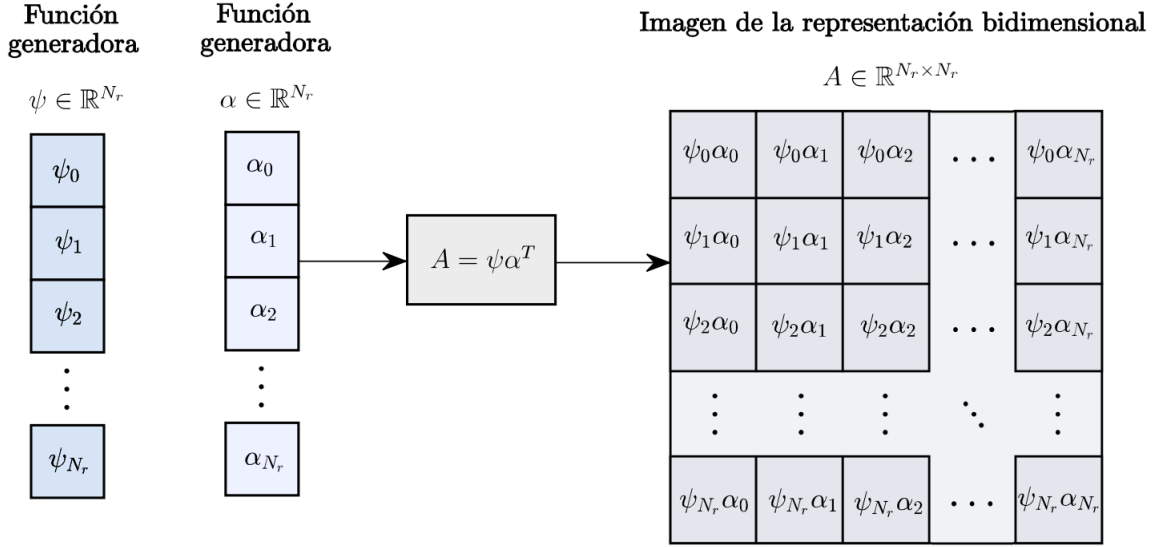 Función
generadora
ψ ∈ ℝ^{N_r}
ψ_0
ψ_1
ψ_2
⋮
ψ_{N_r}
Función
generadora
α ∈ ℝ^{N_r}
α_0
α_1
α_2
⋮
α_{N_r}
A = ψα^T
Imagen de la representación bidimensional
A ∈ ℝ^{N_r×N_r}
ψ_0α_0 ψ_0α_1 ψ_0α_2 ⋯ ψ_0α_{N_r}
ψ_1α_0 ψ_1α_1 ψ_1α_2 ⋯ ψ_1α_{N_r}
ψ_2α_0 ψ_2α_1 ψ_2α_2 ⋯ ψ_2α_{N_r}
⋮ ⋮ ⋮ ⋱ ⋮
ψ_{N_r}α_0 ψ_{N_r}α_1 ψ_{N_r}α_2 ⋯ ψ_{N_r}α_{N_r}